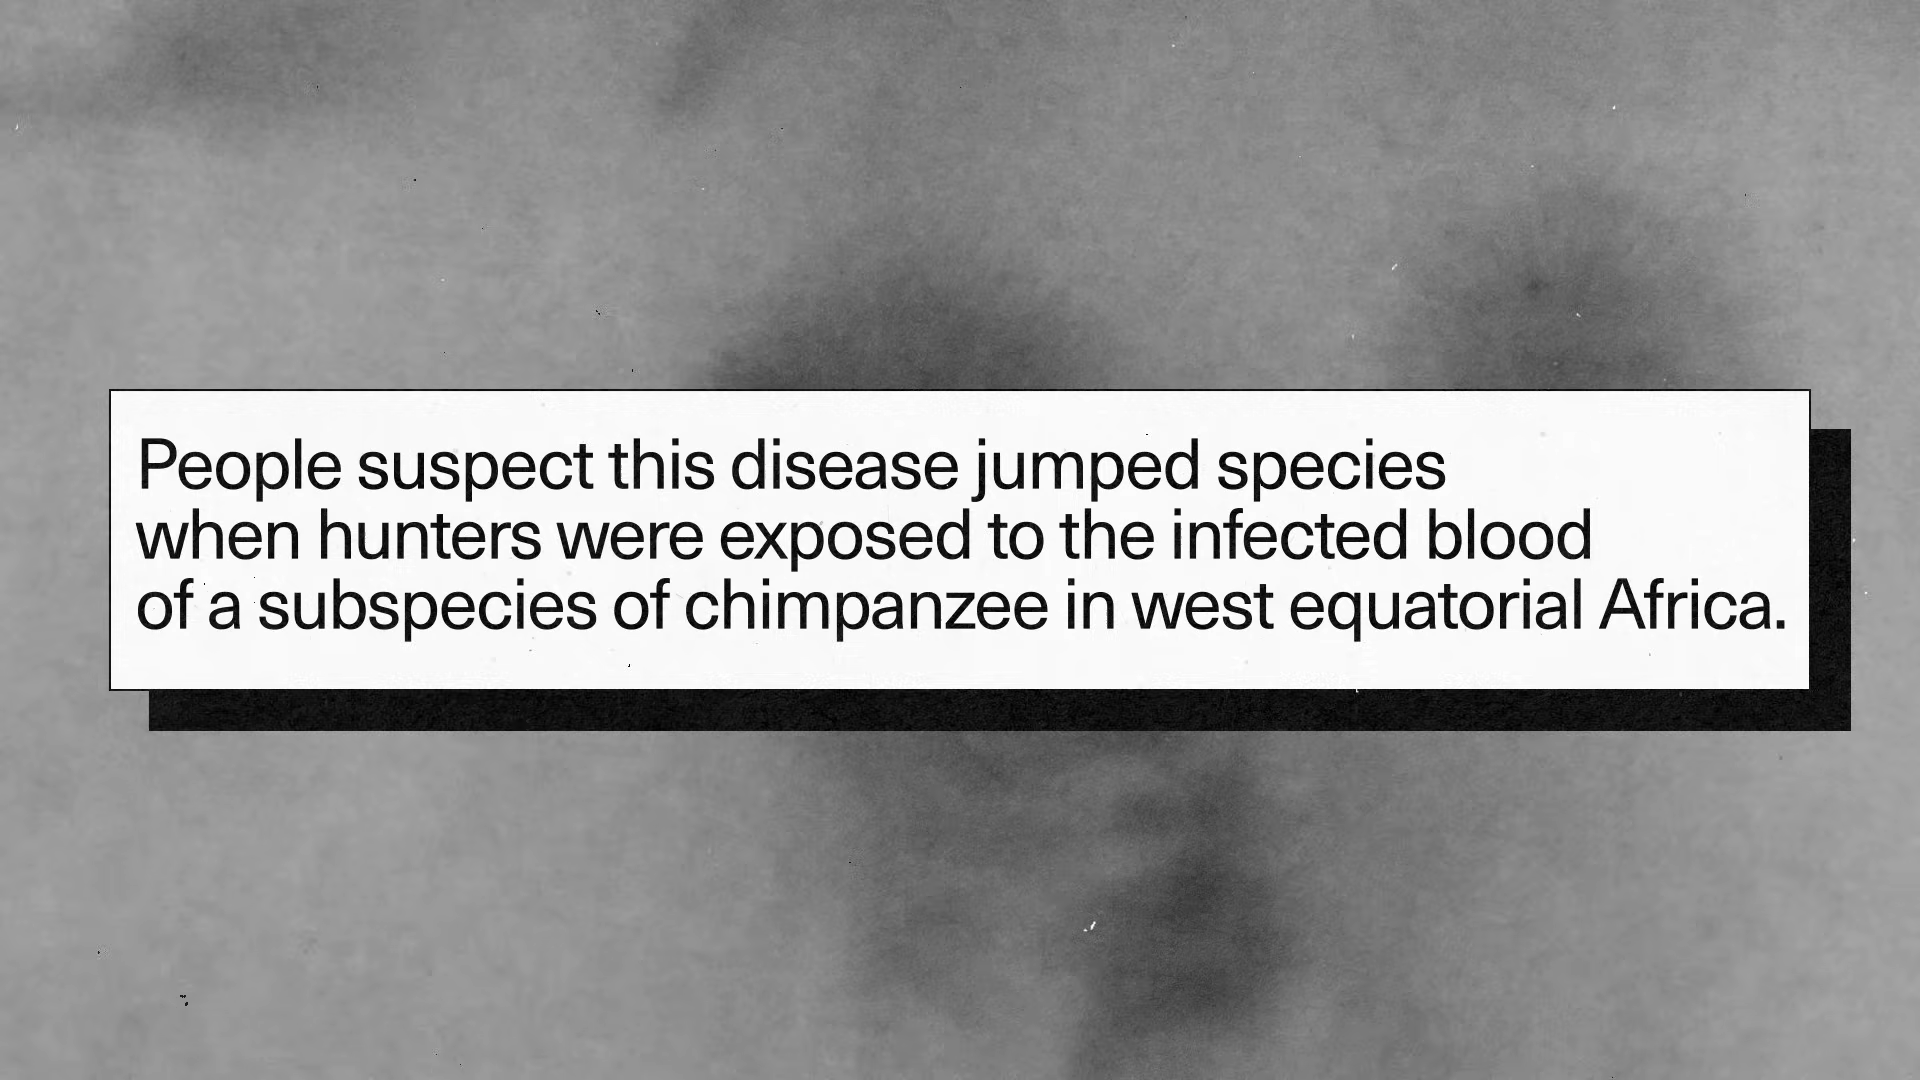 People suspect this disease jumped species
when hunters were exposed to the infected blood
of a subspecies of chimpanzee in west equatorial Africa.